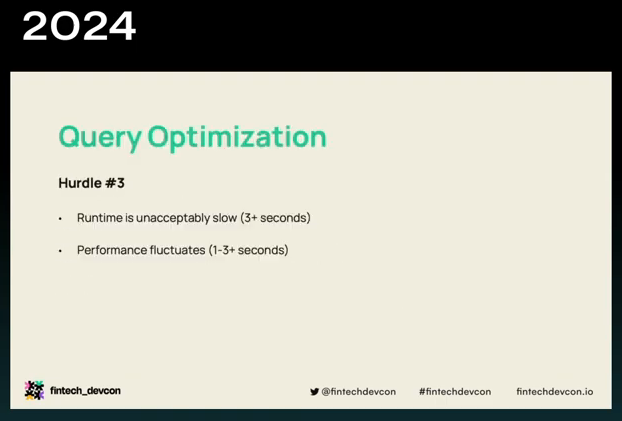 2024
Query Optimization
Hurdle #3
• Runtime is unacceptably slow (3+ seconds)
• Performance fluctuates (1-3+ seconds)
fintech_devcon @fintechdevcon #fintechdevcon fintechdevcon.io